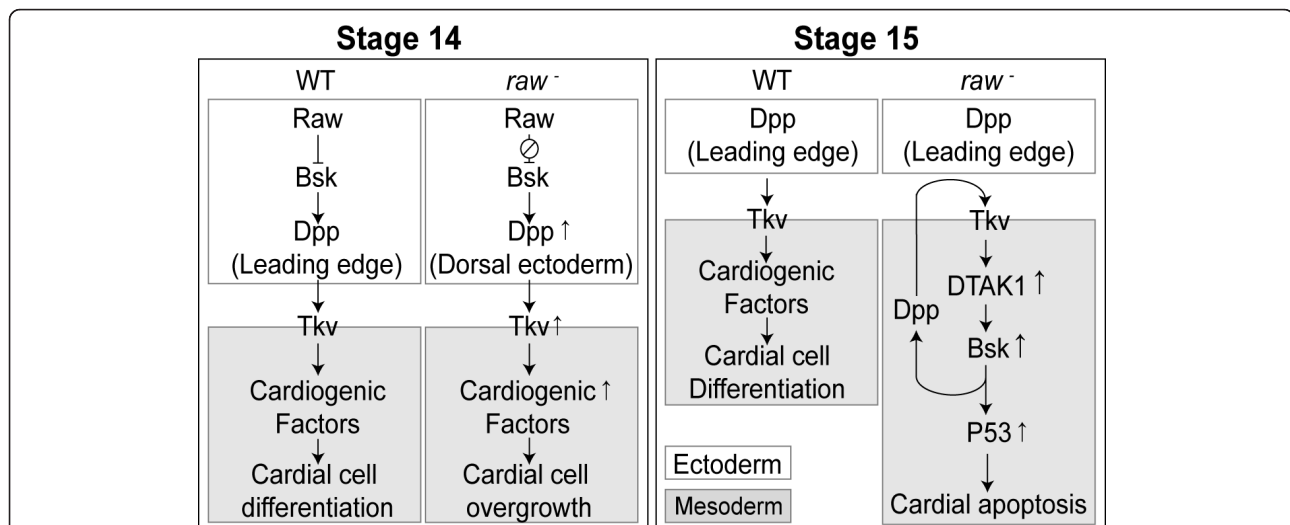 Stage 14
WT
raw -
Raw
Bsk
Dpp
(Leading edge)
Tkv
Cardiogenic
Factors
Cardial cell
differentiation
Raw
Bsk
Dpp ↑
(Dorsal ectoderm)
Tkv ↑
Cardiogenic ↑
Factors
Cardial cell
overgrowth
Stage 15
WT
raw -
Dpp
(Leading edge)
Tkv
Cardiogenic
Factors
Cardial cell
Differentiation
Dpp
(Leading edge)
Tkv
DTAK1 ↑
Dpp
Bsk ↑
P53 ↑
Cardial apoptosis
Ectoderm
Mesoderm